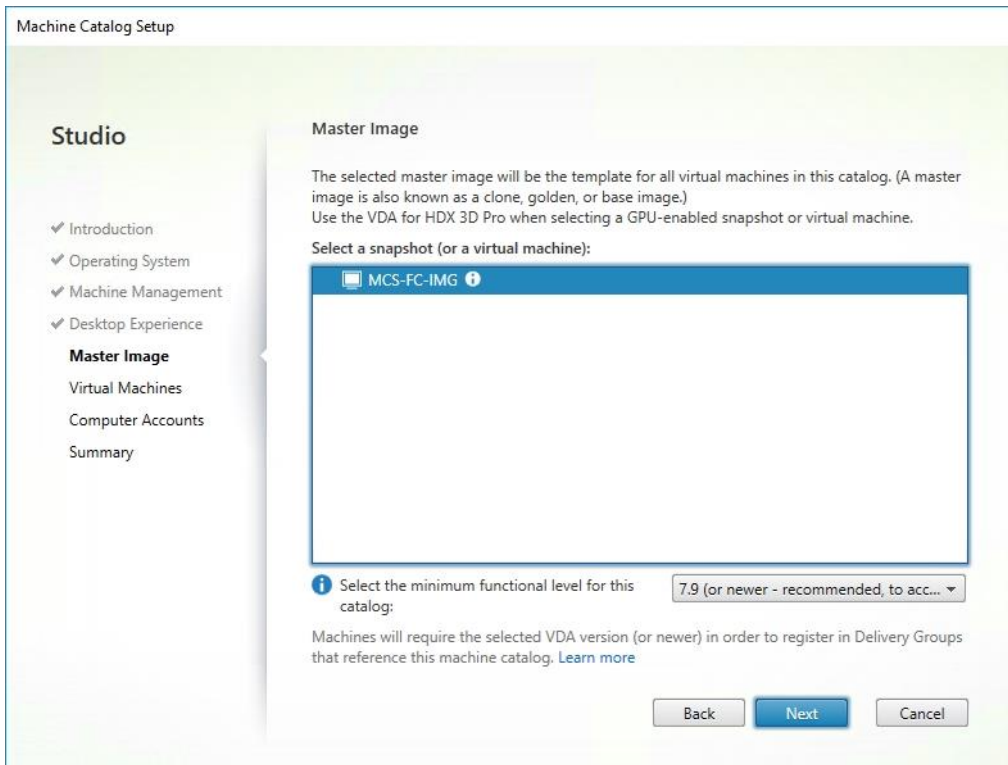 Machine Catalog Setup
Studio
Introduction
Operating System
Machine Management
Desktop Experience
Master Image
Virtual Machines
Computer Accounts
Summary
Master Image
The selected master image will be the template for all virtual machines in this catalog. (A master
image is also known as a clone, golden, or base image.)
Use the VDA for HDX 3D Pro when selecting a GPU-enabled snapshot or virtual machine.
Select a snapshot (or a virtual machine):
MCS-FC-IMG
Select the minimum functional level for this
catalog:
7.9 (or newer - recommended, to acc...
Machines will require the selected VDA version (or newer) in order to register in Delivery Groups
that reference this machine catalog. Learn more
Back
Next
Cancel